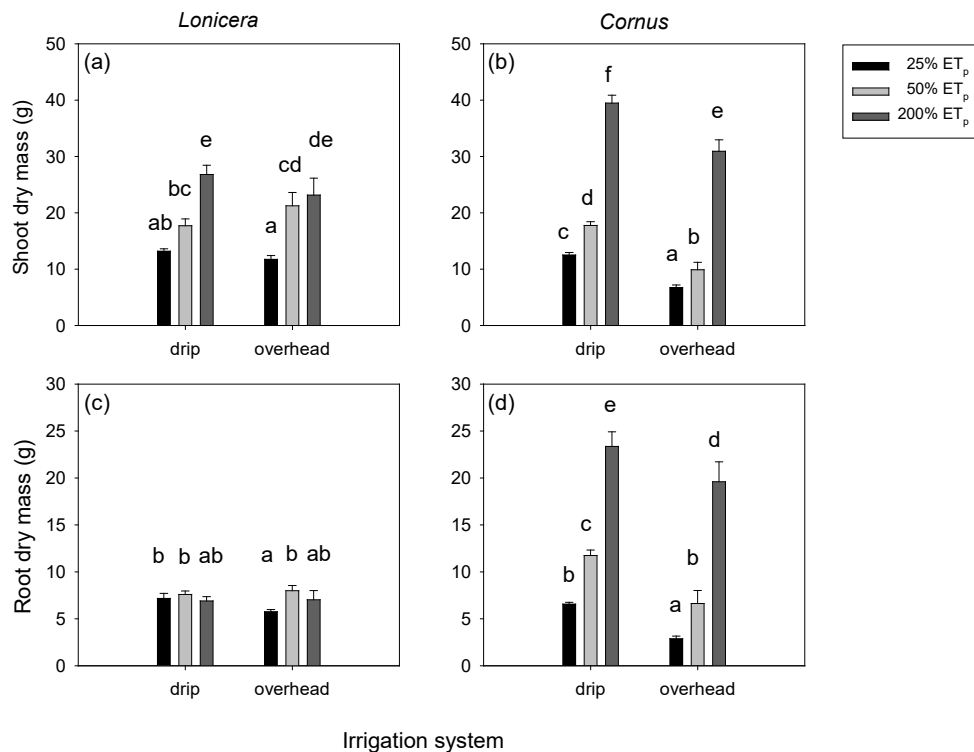 Lonicera
Cornus
25% ETp
50% ETp
200% ETp
Shoot dry mass (g)
50
40
30
20
10
0
(a)
ab
bc
e
a
cd
de
drip
overhead
50
40
30
20
10
0
(b)
c
d
f
a
b
e
drip
overhead
Root dry mass (g)
30
25
20
15
10
5
0
(c)
b
b
ab
a
b
ab
drip
overhead
30
25
20
15
10
5
0
(d)
b
c
e
a
b
d
drip
overhead
Irrigation system